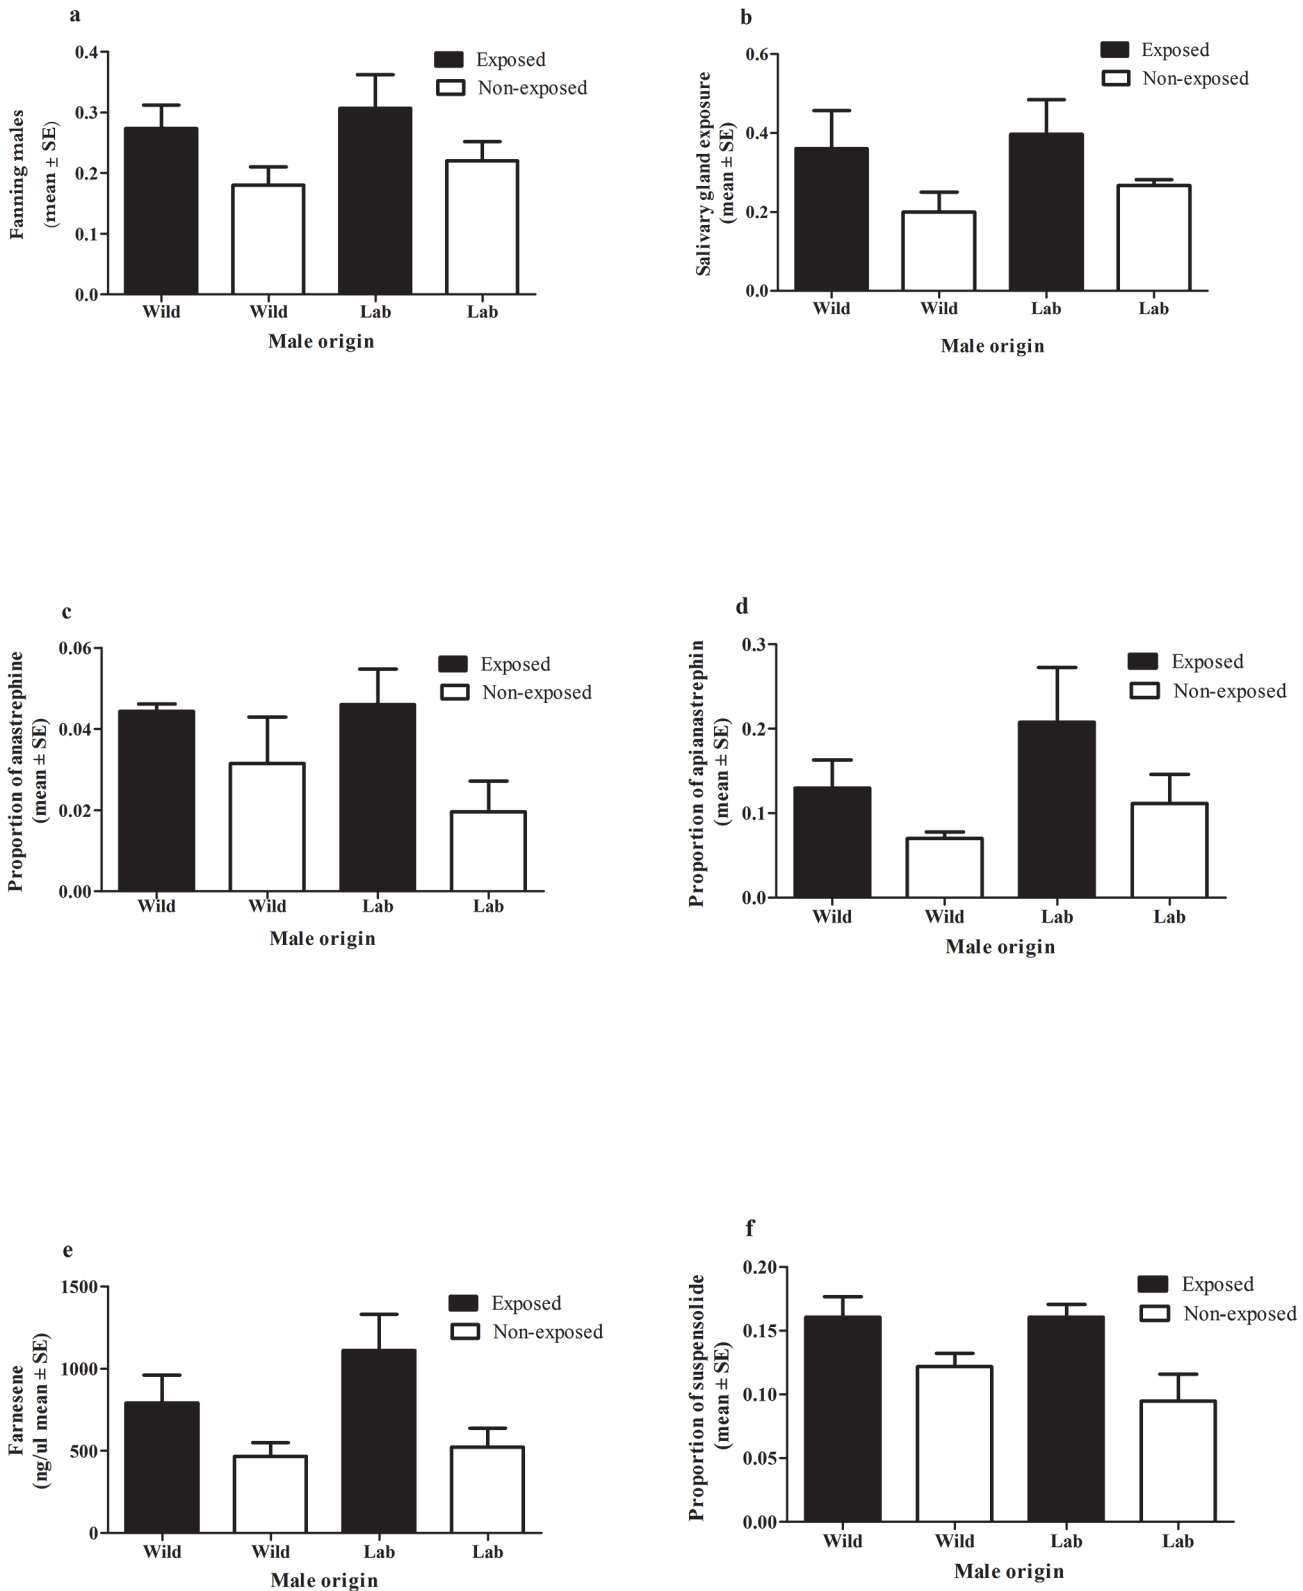 a
Fanning males
(mean ± SE)
0.4
0.3
0.2
0.1
0.0
Exposed
Non-exposed
Wild Wild Lab Lab
Male origin
b
Salivary gland exposure
(mean ± SE)
0.6
0.4
0.2
0.0
Exposed
Non-exposed
Wild Wild Lab Lab
Male origin
c
Proportion of anastrephine
(mean ± SE)
0.06
0.04
0.02
0.00
Exposed
Non-exposed
Wild Wild Lab Lab
Male origin
d
Proportion of apianastrephin
(mean ± SE)
0.3
0.2
0.1
0.0
Exposed
Non-exposed
Wild Wild Lab Lab
Male origin
e
Farnesene
(ng/ul mean ± SE)
1500
1000
500
0
Exposed
Non-exposed
Wild Wild Lab Lab
Male origin
f
Proportion of suspensolide
(mean ± SE)
0.20
0.15
0.10
0.05
0.00
Exposed
Non-exposed
Wild Wild Lab Lab
Male origin